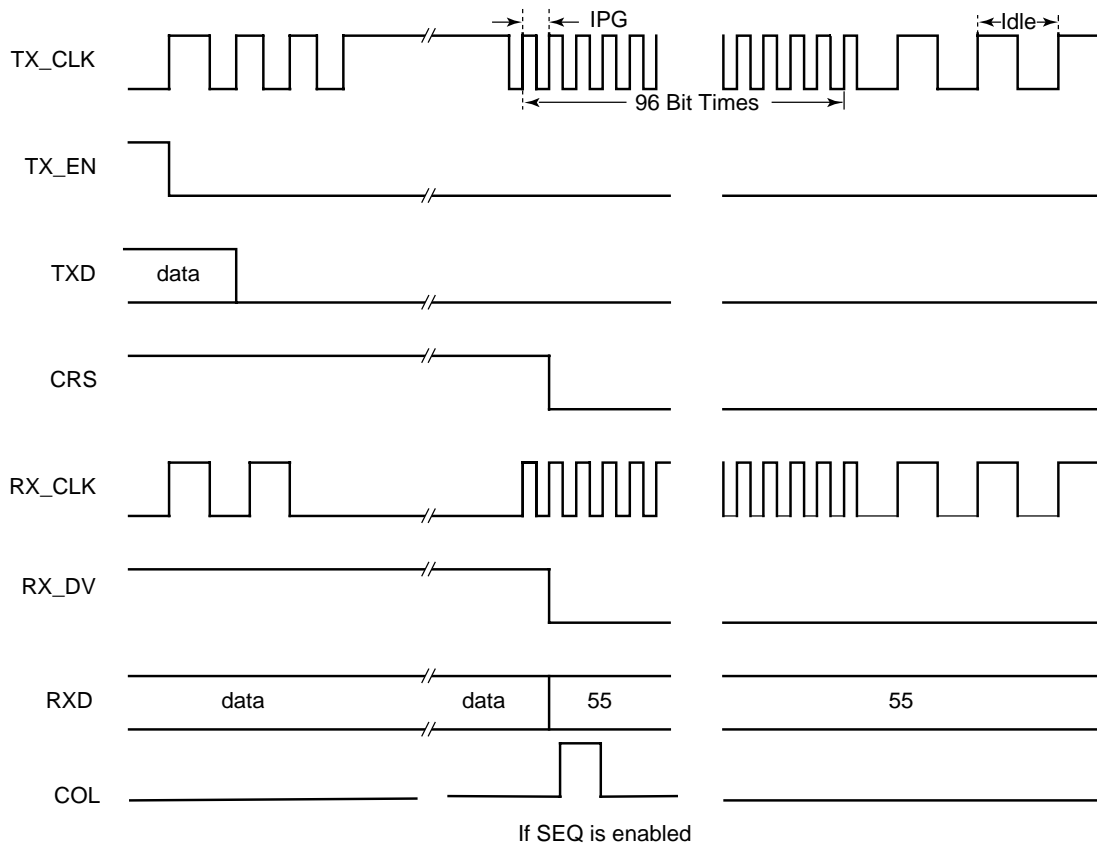 IPG
Idle
TX_CLK
96 Bit Times
TX_EN
TXD
data
CRS
RX_CLK
RX_DV
RXD
data
data
55
55
COL
If SEQ is enabled